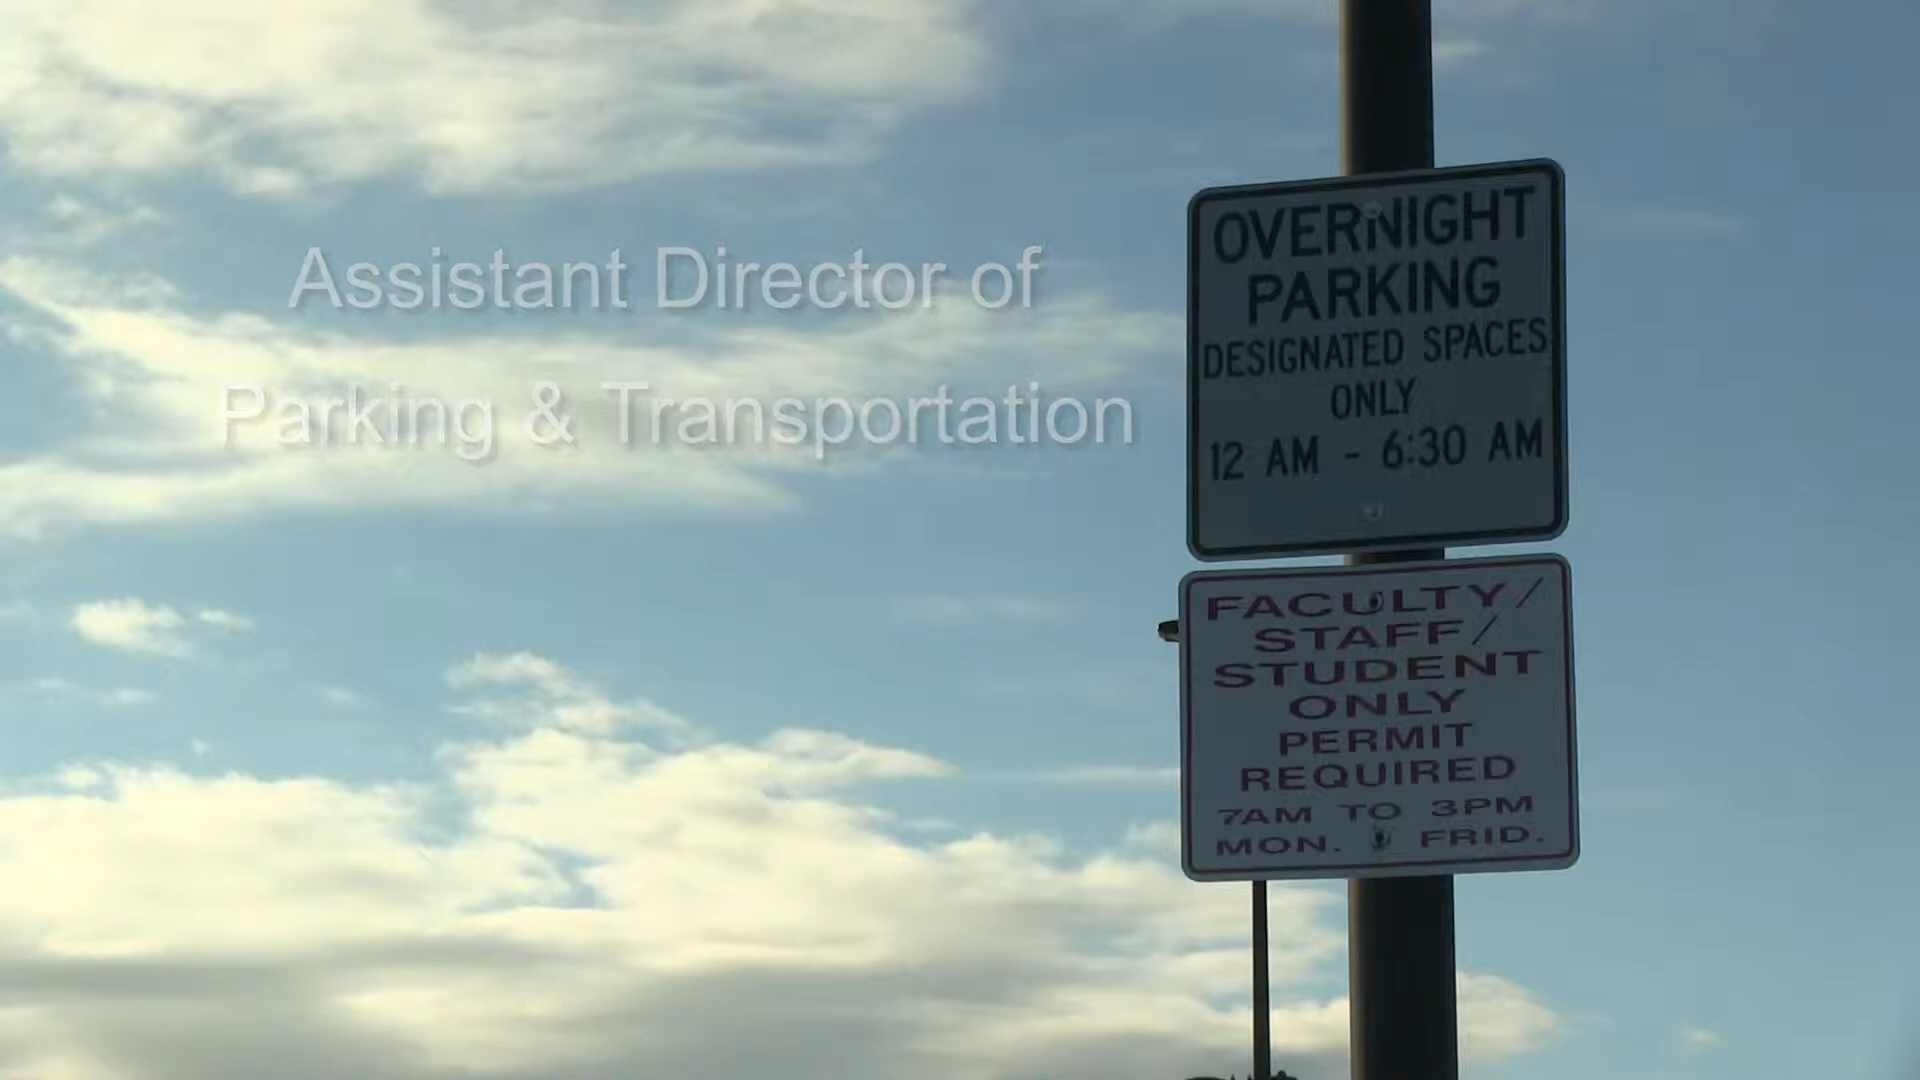 Assistant Director of
Parking & Transportation
OVERNIGHT
PARKING
DESIGNATED SPACES
ONLY
12 AM - 6:30 AM
FACULTY/
STAFF/
STUDENT
ONLY
PERMIT
REQUIRED
7AM TO 3PM
MON. FRID.